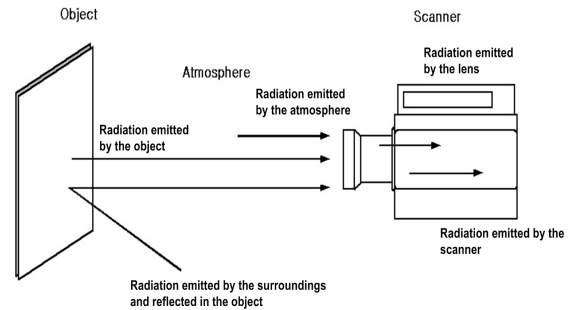 Object
Scanner
Atmosphere
Radiation emitted
by the lens
Radiation emitted
by the atmosphere
Radiation emitted
by the object
Radiation emitted by the
scanner
Radiation emitted by the surroundings
and reflected in the object